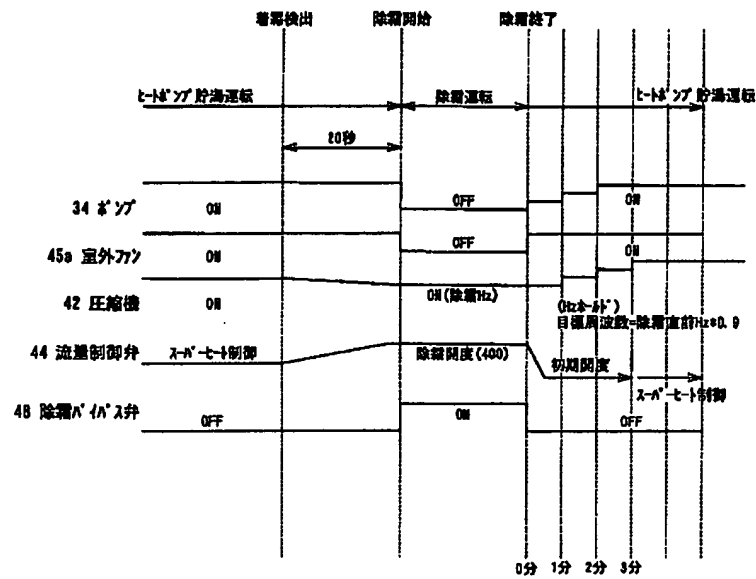 着霜検出 除霜開始 除霜終了
ヒートポンプ貯湯運転 除霜運転 ヒートポンプ貯湯運転
20秒
34 ポンプ ON OFF ON
45a 室外ファン ON OFF ON
42 圧縮機 ON ON(除霜Hz) (Hzホールド)
目標周波数=除霜直前Hz*0.9
44 流量制御弁 スーパーヒート制御 除霜開度(400) 初期開度
スーパーヒート制御
48 除霜バイパス弁 OFF ON OFF
0分 1分 2分 3分